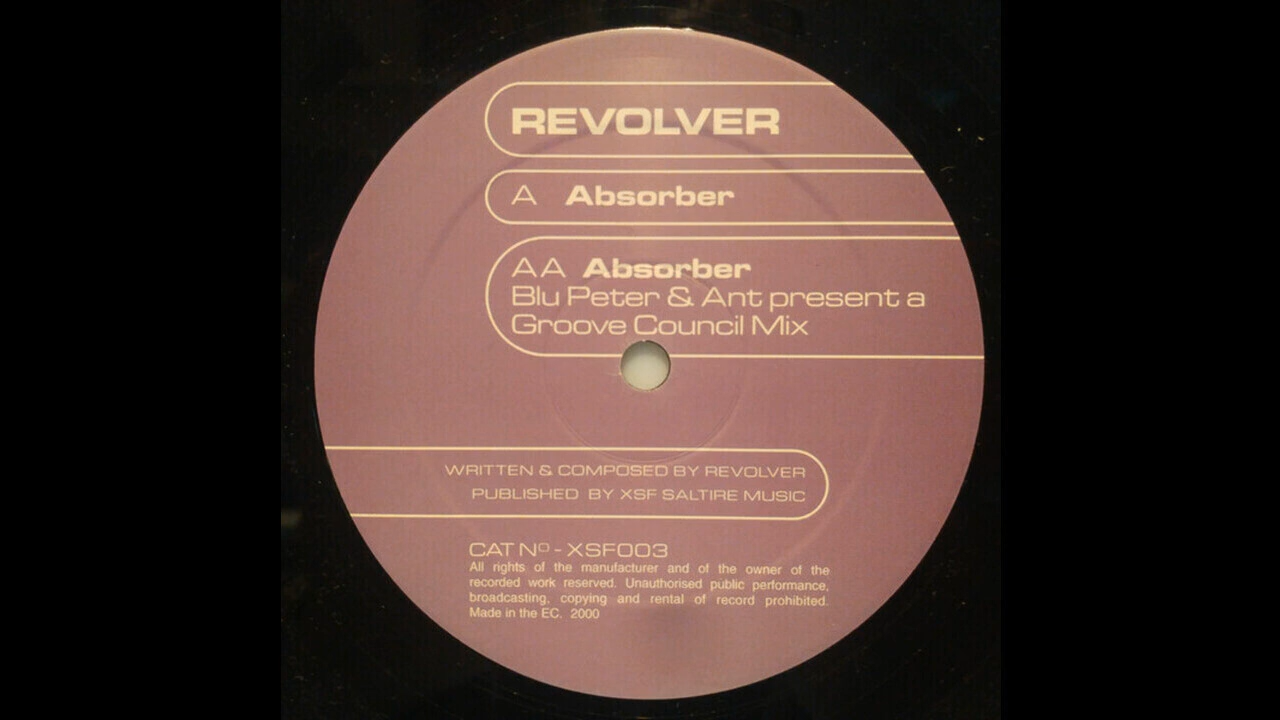 REVOLVER
A Absorber
AA Absorber
Blu Peter & Ant present a
Groove Council Mix
WRITTEN & COMPOSED BY REVOLVER
PUBLISHED BY XSF SALTIRE MUSIC
CAT Nº - XSF003
All rights of the manufacturer and of the owner of the
recorded work reserved. Unauthorised public performance,
broadcasting, copying and rental of record prohibited.
Made in the EC. 2000